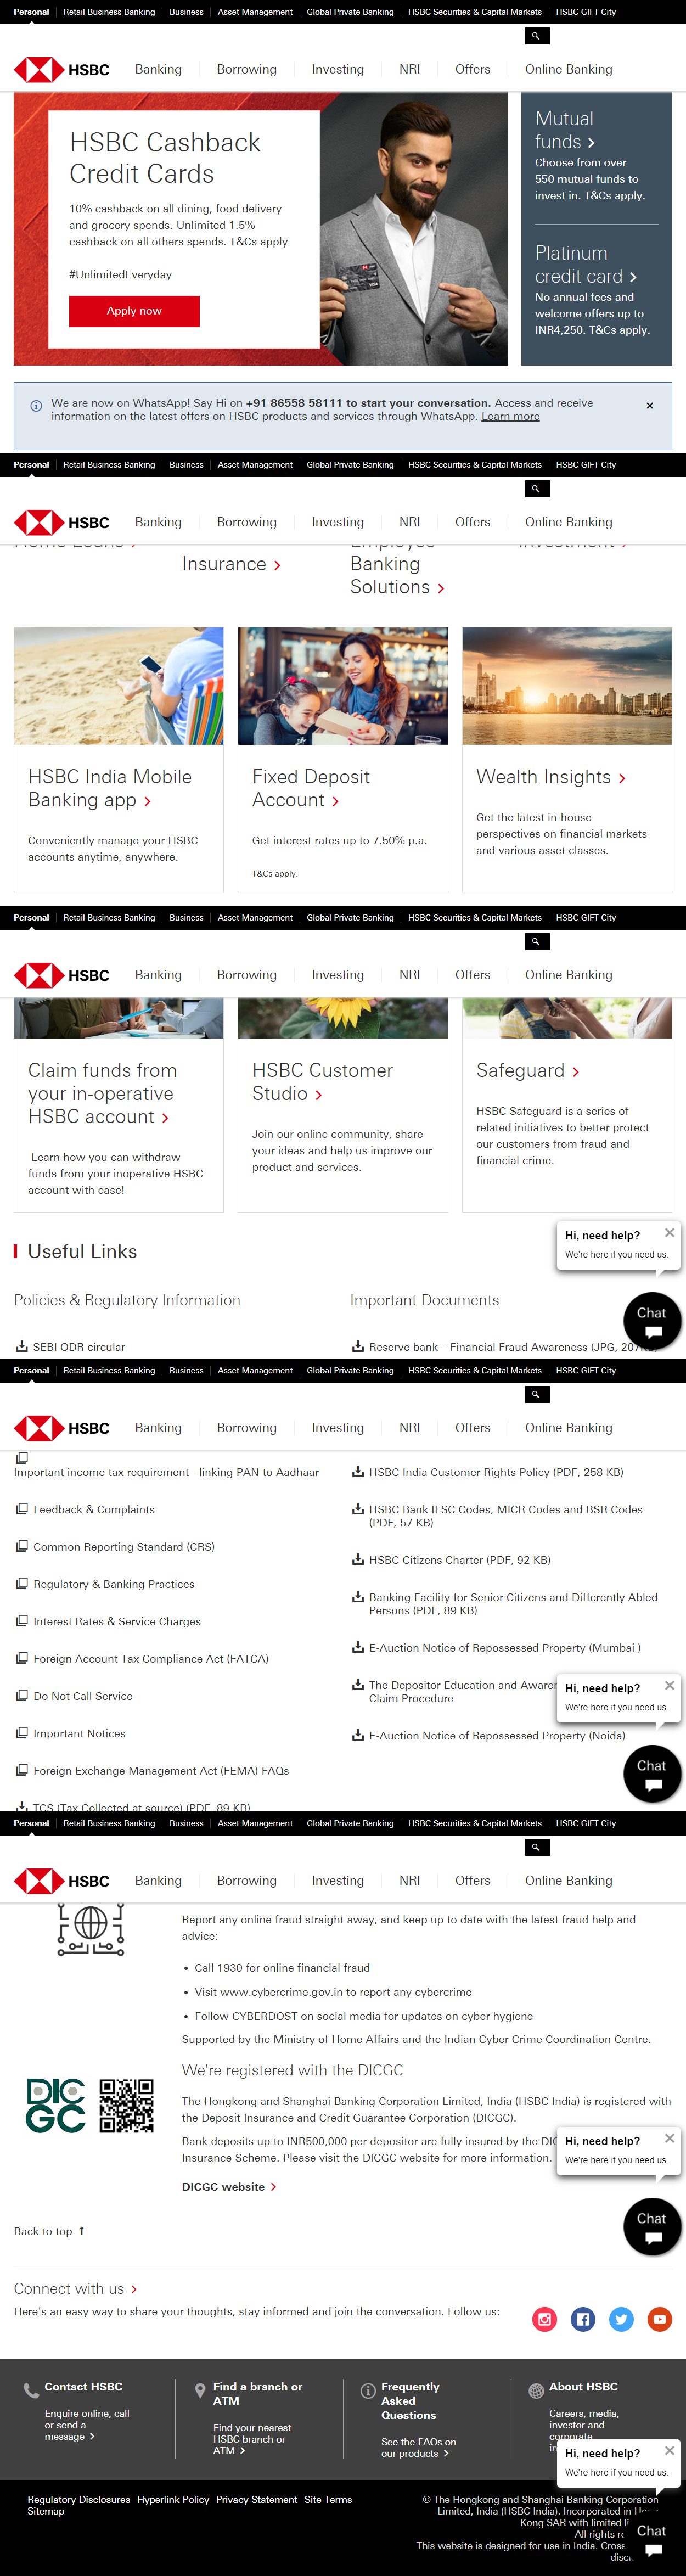 Personal Retail Business Banking Business Asset Management Global Private Banking HSBC Securities & Capital Markets HSBC GIFT City
HSBC Banking Borrowing Investing NRI Offers Online Banking
HSBC Cashback
Credit Cards
10% cashback on all dining, food delivery
and grocery spends. Unlimited 1.5%
cashback on all others spends. T&Cs apply
#UnlimitedEveryday
Apply now
Mutual
funds
Choose from over
550 mutual funds to
invest in. T&Cs apply.
Platinum
credit card
No annual fees and
welcome offers up to
INR4,250. T&Cs apply.
We are now on WhatsApp! Say Hi on +91 86558 58111 to start your conversation. Access and receive
information on the latest offers on HSBC products and services through WhatsApp. Learn more
Personal Retail Business Banking Business Asset Management Global Private Banking HSBC Securities & Capital Markets HSBC GIFT City
HSBC Banking Borrowing Investing NRI Offers Online Banking
Insurance
Banking
Solutions
HSBC India Mobile
Banking app
Conveniently manage your HSBC
accounts anytime, anywhere.
Fixed Deposit
Account
Get interest rates up to 7.50% p.a.
T&Cs apply.
Wealth Insights
Get the latest in-house
perspectives on financial markets
and various asset classes.
Personal Retail Business Banking Business Asset Management Global Private Banking HSBC Securities & Capital Markets HSBC GIFT City
HSBC Banking Borrowing Investing NRI Offers Online Banking
Claim funds from
your in-operative
HSBC account
Learn how you can withdraw
funds from your inoperative HSBC
account with ease!
HSBC Customer
Studio
Join our online community, share
your ideas and help us improve our
product and services.
Safeguard
HSBC Safeguard is a series of
related initiatives to better protect
our customers from fraud and
financial crime.
Useful Links
Hi, need help?
We're here if you need us.
Chat
Policies & Regulatory Information
SEBI ODR circular
Important Documents
Reserve bank – Financial Fraud Awareness (JPG,
Personal Retail Business Banking Business Asset Management Global Private Banking HSBC Securities & Capital Markets HSBC GIFT City
HSBC Banking Borrowing Investing NRI Offers Online Banking
Important income tax requirement - linking PAN to Aadhaar
Feedback & Complaints
Common Reporting Standard (CRS)
Regulatory & Banking Practices
Interest Rates & Service Charges
Foreign Account Tax Compliance Act (FATCA)
Do Not Call Service
Important Notices
Foreign Exchange Management Act (FEMA) FAQs
TCS (Tax Collected at source) (PDF, 89 KB)
HSBC India Customer Rights Policy (PDF, 258 KB)
HSBC Bank IFSC Codes, MICR Codes and BSR Codes
(PDF, 57 KB)
HSBC Citizens Charter (PDF, 92 KB)
Banking Facility for Senior Citizens and Differently Abled
Persons (PDF, 89 KB)
E-Auction Notice of Repossessed Property (Mumbai )
The Depositor Education and
Claim Procedure
E-Auction Notice of Repossessed Property (Noida)
Hi, need help?
We're here if you need us.
Chat
Personal Retail Business Banking Business Asset Management Global Private Banking HSBC Securities & Capital Markets HSBC GIFT City
HSBC Banking Borrowing Investing NRI Offers Online Banking
Report any online fraud straight away, and keep up to date with the latest fraud help and
advice:
• Call 1930 for online financial fraud
• Visit www.cybercrime.gov.in to report any cybercrime
• Follow CYBERDOST on social media for updates on cyber hygiene
Supported by the Ministry of Home Affairs and the Indian Cyber Crime Coordination Centre.
DICGC
We're registered with the DICGC
The Hongkong and Shanghai Banking Corporation Limited, India (HSBC India) is registered with
the Deposit Insurance and Credit Guarantee Corporation (DICGC).
Bank deposits up to INR500,000 per depositor are fully insured by the
Insurance Scheme. Please visit the DICGC website for more information.
DICGC website
Hi, need help?
We're here if you need us.
Chat
Back to top
Connect with us
Here's an easy way to share your thoughts, stay informed and join the conversation. Follow us:
Contact HSBC
Enquire online, call
or send a
message
Find a branch or
ATM
Find your nearest
HSBC branch or
ATM
Frequently
Asked
Questions
See the FAQs on
our products
About HSBC
Careers, media,
investor and
corporate
Hi, need help?
We're here if you need us.
Chat
Regulatory Disclosures Hyperlink Policy Privacy Statement Site Terms
Sitemap
© The Hongkong and Shanghai Banking Corporation
Limited, India (HSBC India). Incorporated in
Kong SAR with limited
All rights
This website is designed for use in India.